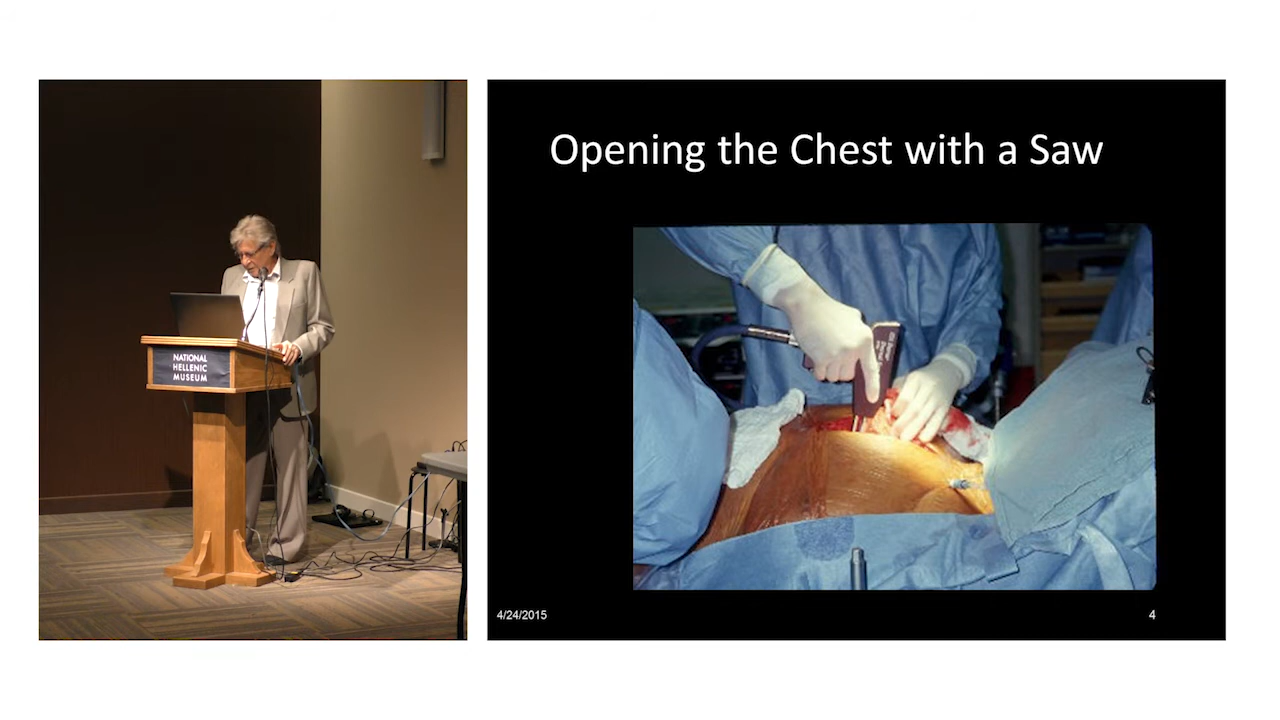 NATIONAL
HELLENIC
MUSEUM
Opening the Chest with a Saw
4/24/2015
4